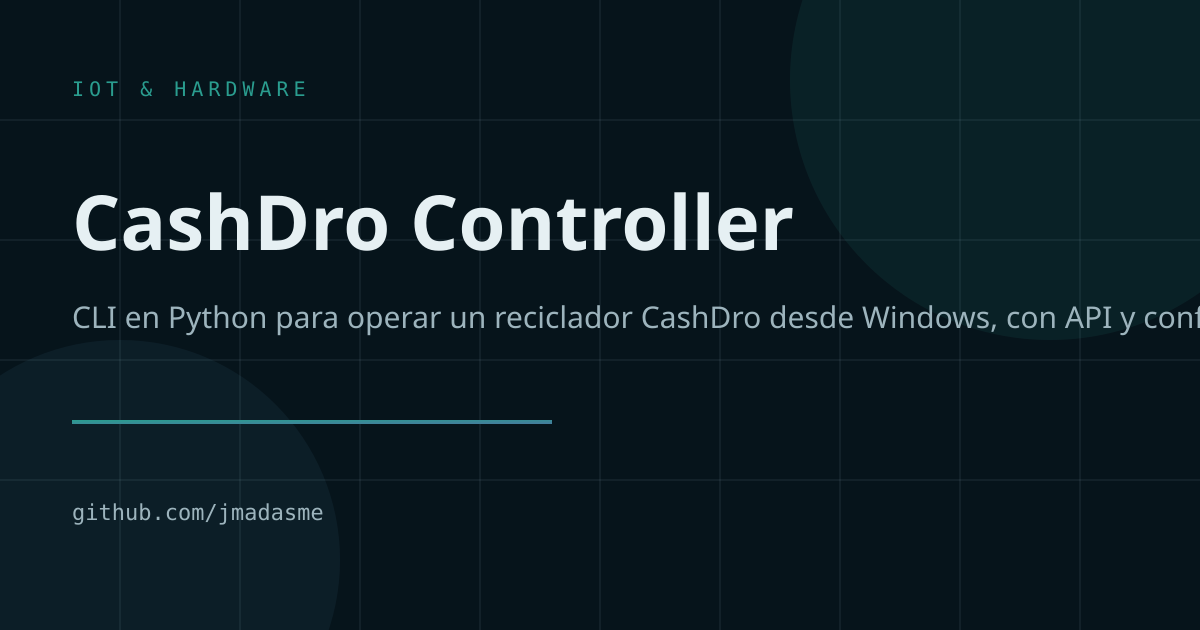 IOT & HARDWARE
CashDro Controller
CLI en Python para operar un reciclador CashDro desde Windows, con API y
github.com/jmadasme